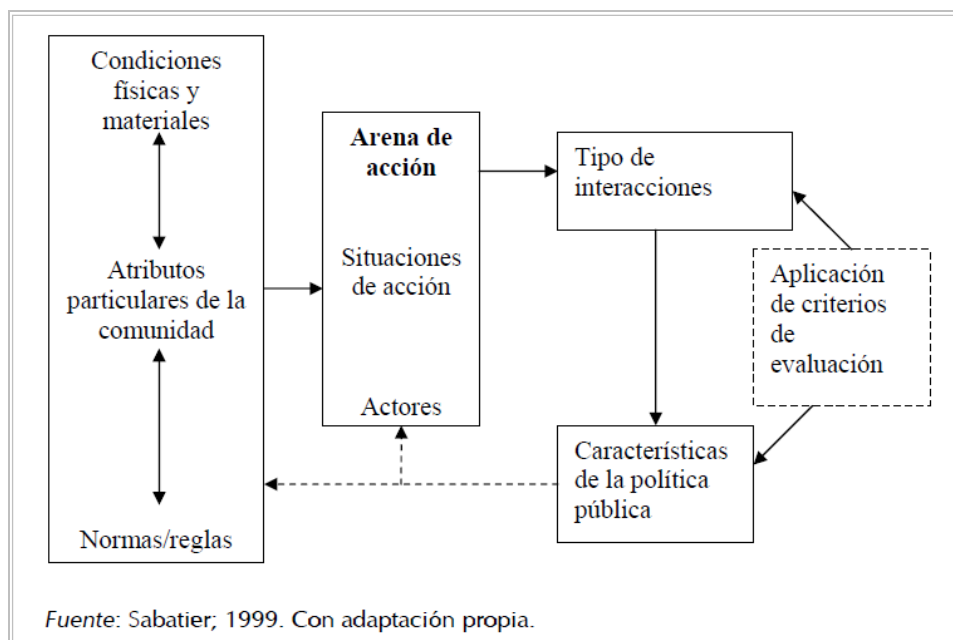 Condiciones
físicas y
materiales
Atributos
particulares de la
comunidad
Normas/reglas
Arena de
acción
Situaciones
de acción
Actores
Tipo de
interacciones
Aplicación
de criterios
de
evaluación
Características
de la política
pública
Fuente: Sabatier; 1999. Con adaptación propia.